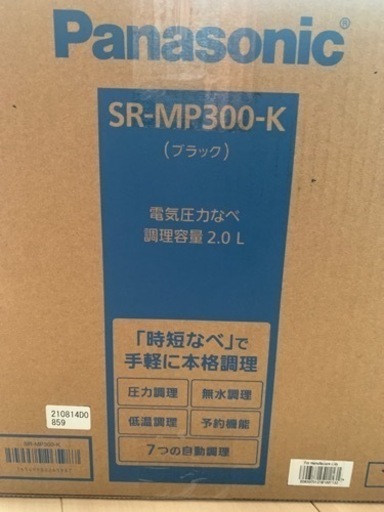 Panasonic
SR-MP300-K
(ブラック)
電気圧力なべ
調理容量 2.0 L
「時短なべ」で
手軽に本格調理
圧力調理
無水調理
低温調理
予約機能
7つの自動調理
210814D0
859
SR-MP300-K